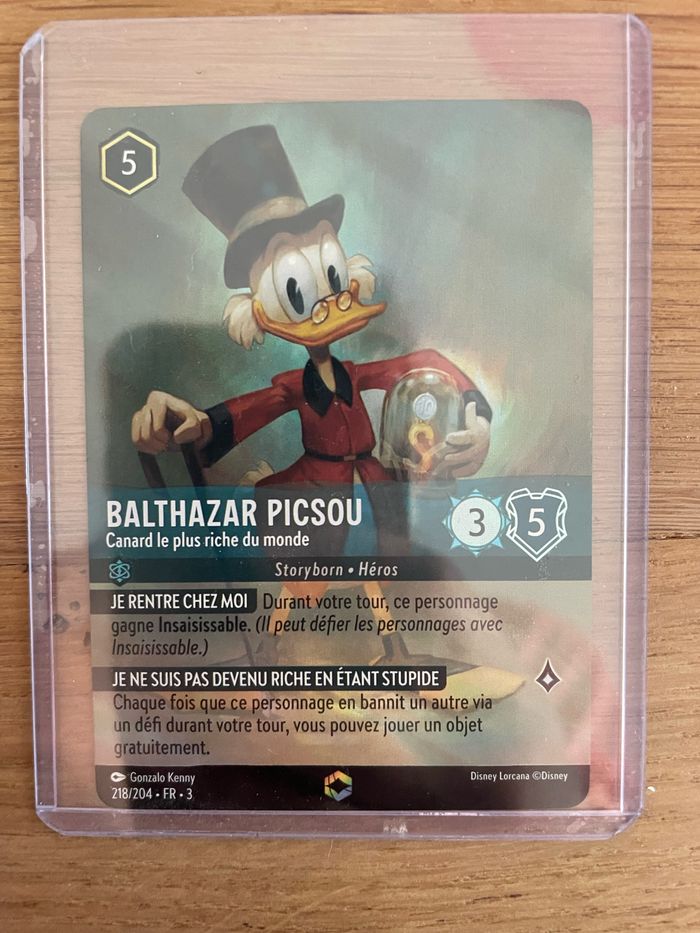 5
BALTHAZAR PICSOU
Canard le plus riche du monde
3
5
Storyborn • Héros
JE RENTRE CHEZ MOI Durant votre tour, ce personnage
gagne Insaisissable. (Il peut défier les personnages avec
Insaisissable.)
JE NE SUIS PAS DEVENU RICHE EN ÉTANT STUPIDE
Chaque fois que ce personnage en bannit un autre via
un défi durant votre tour, vous pouvez jouer un objet
gratuitement.
Gonzalo Kenny
218/204 • FR • 3
Disney Lorcana ©Disney